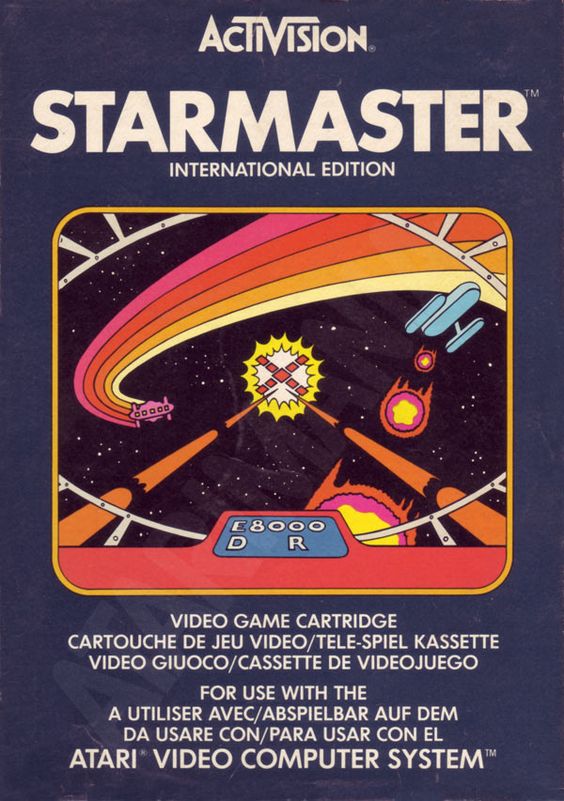 ACTIVISION®
STARMASTER™
INTERNATIONAL EDITION
E8000
D R
VIDEO GAME CARTRIDGE
CARTOUCHE DE JEU VIDEO/TELE-SPIEL KASSETTE
VIDEO GIUOCO/CASSETTE DE VIDEOJUEGO
FOR USE WITH THE
A UTILISER AVEC/ABSPIELBAR AUF DEM
DA USARE CON/PARA USAR CON EL
ATARI® VIDEO COMPUTER SYSTEM™